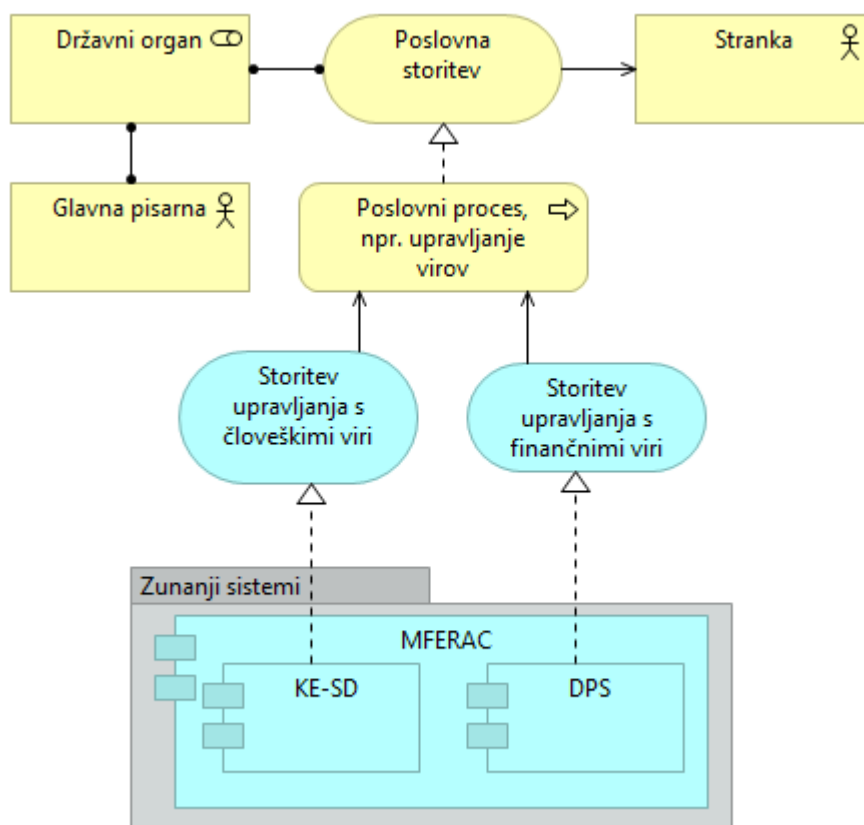 Državni organ
Poslovna
storitev
Stranka
Glavna pisarna
Poslovni proces,
npr. upravljanje
virov
Storitev
upravljanja s
človeškimi viri
Storitev
upravljanja s
finančnimi viri
Zunanji sistemi
MFERAC
KE-SD
DPS